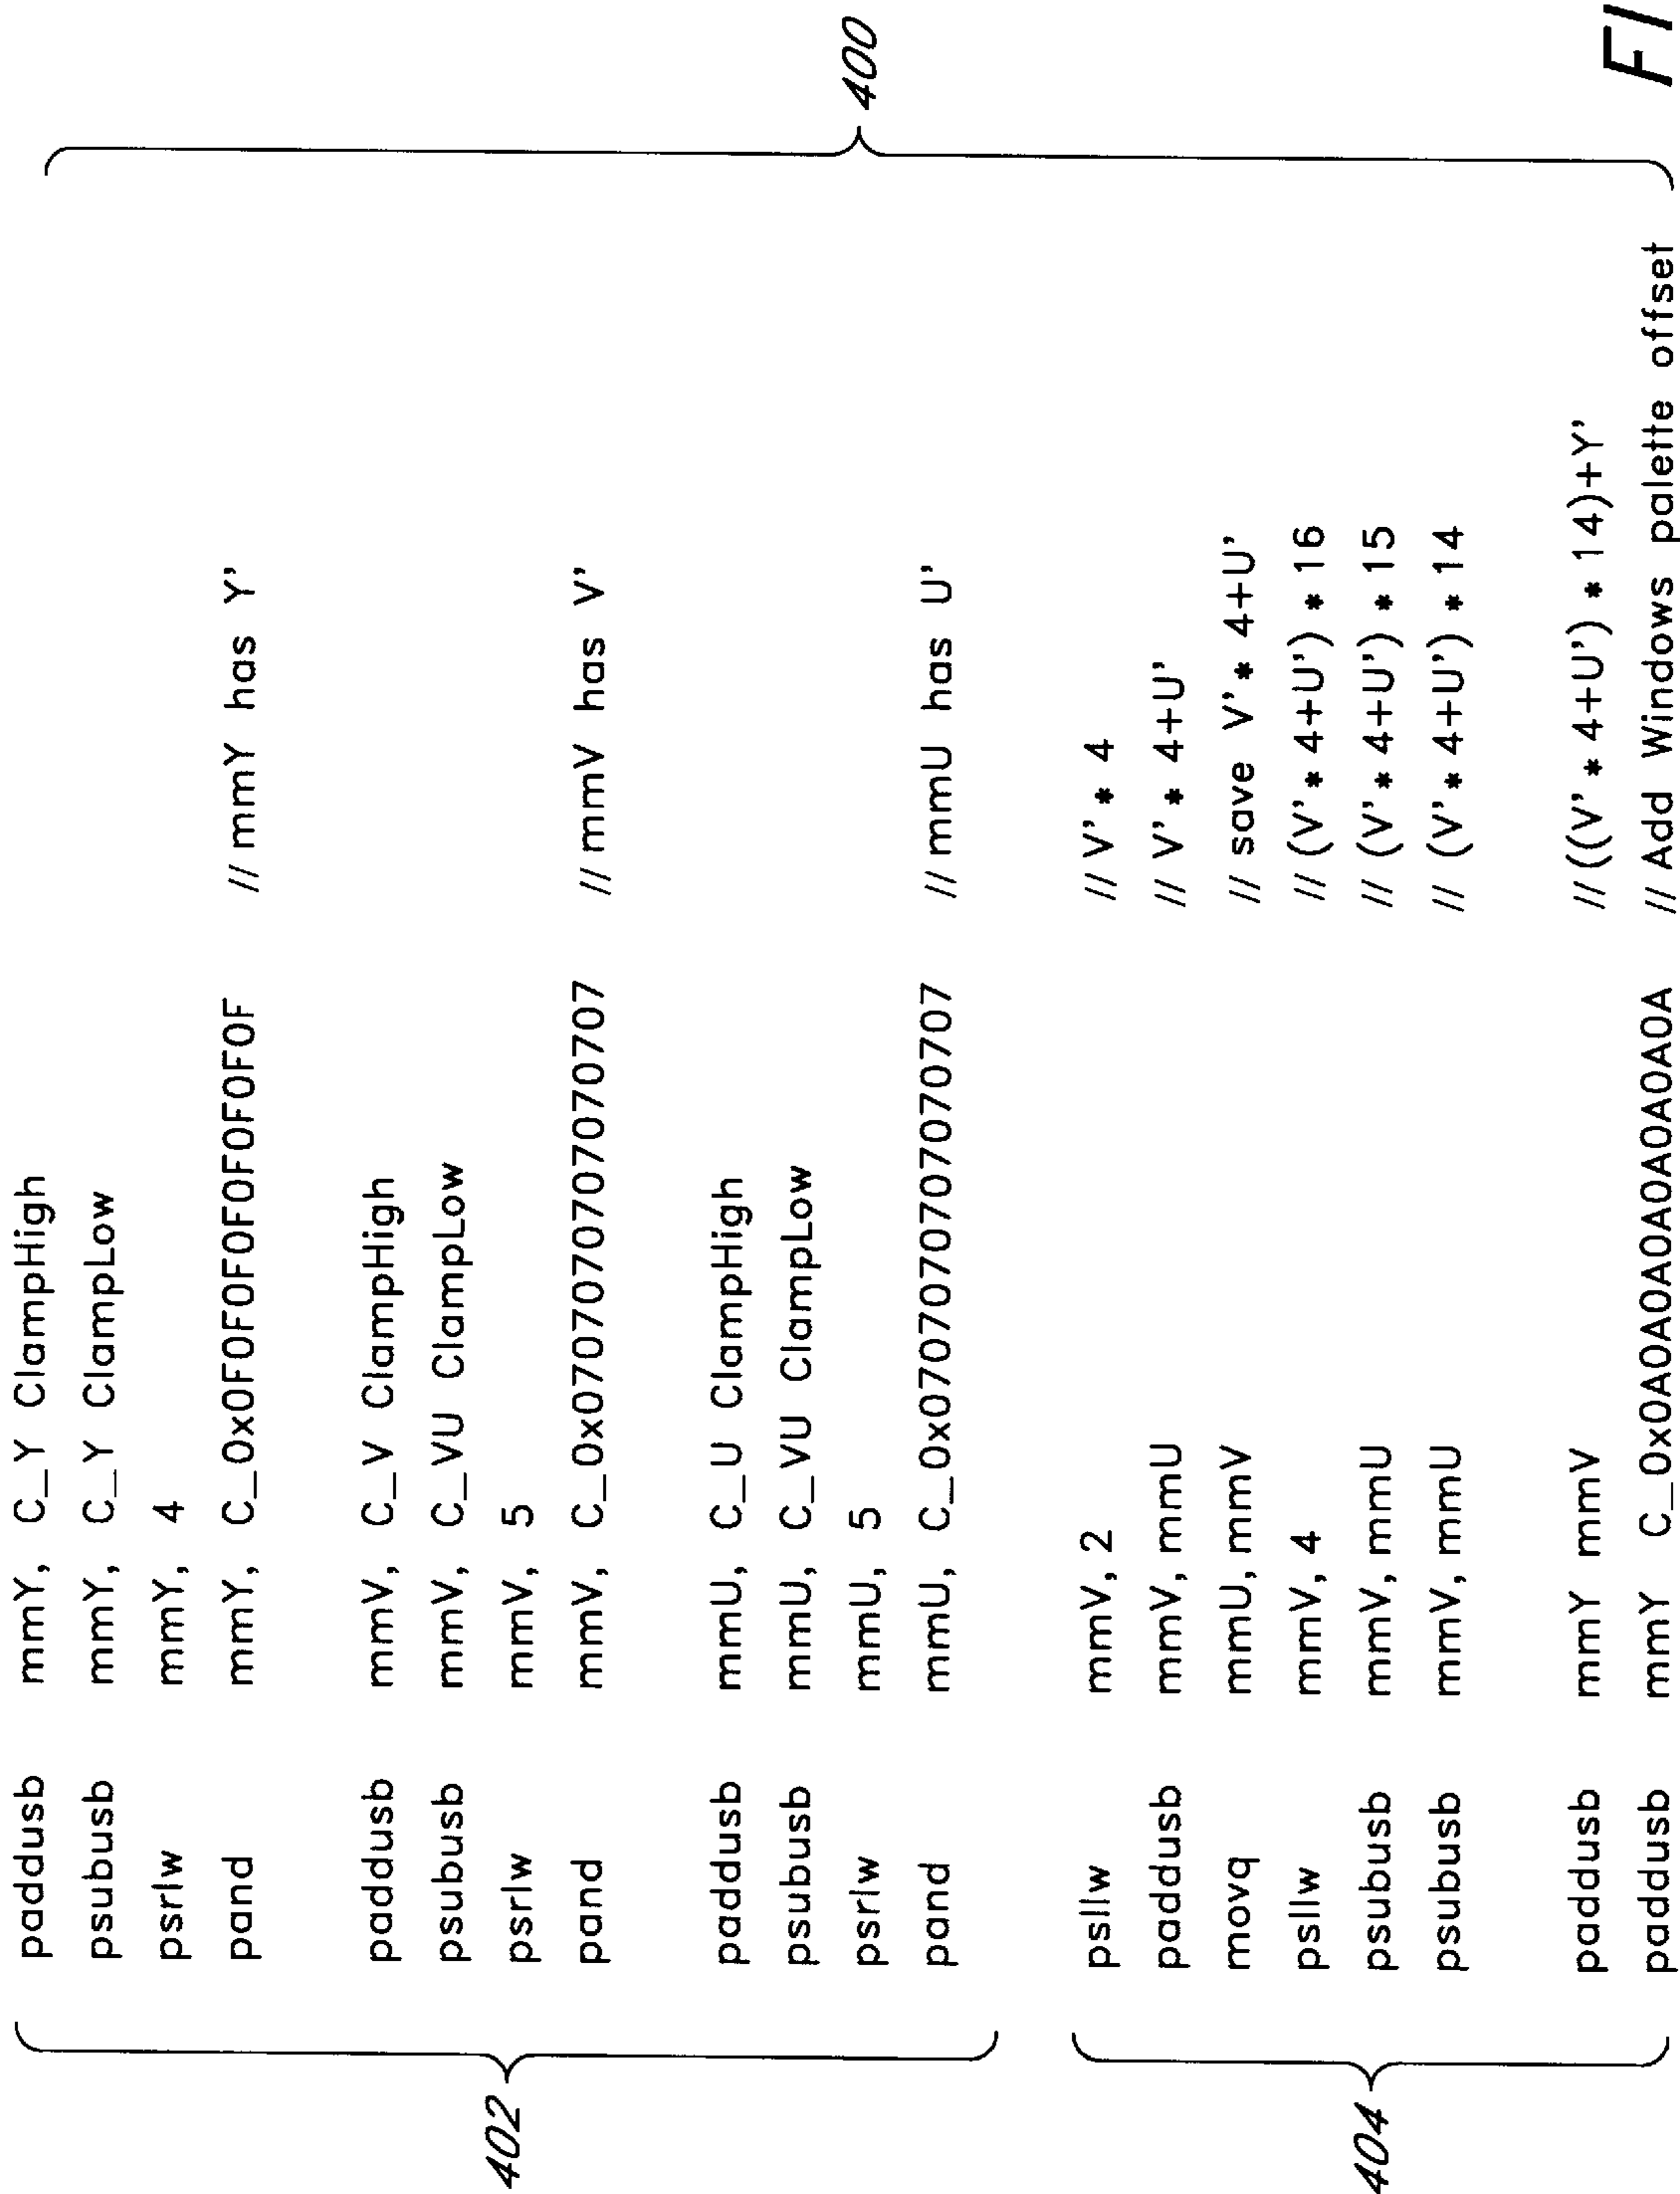 paddusb mmY, C_Y ClampHigh
psubusb mmY, C_Y ClampLow
psrlw mmY, 4
pand mmY, C_0x0F0F0F0F0F0F0F0F // mmY has Y'
paddusb mmV, C_V ClampHigh
psubusb mmV, C_VU ClampLow
psrlw mmV, 5
pand mmV, C_0x0707070707070707 // mmV has V'
402
paddusb mmU, C_U ClampHigh
psubusb mmU, C_VU ClampLow
psrlw mmU, 5
pand mmU, C_0x0707070707070707 // mmU has U'
400
psllw mmV, 2 // V'* 4
paddusb mmV, mmU // V'* 4+U'
movq mmU, mmV // save V'* 4+U'
psllw mmV, 4 // (V'* 4+U') * 16
psubusb mmV, mmU // (V'* 4+U') * 15
psubusb mmV, mmU // (V'* 4+U') * 14
404
paddusb mmY mmV // ((V'* 4+U') * 14)+Y'
paddusb mmY C_0x0A0A0A0A0A0A0A0A // Add Windows palette offset
FI